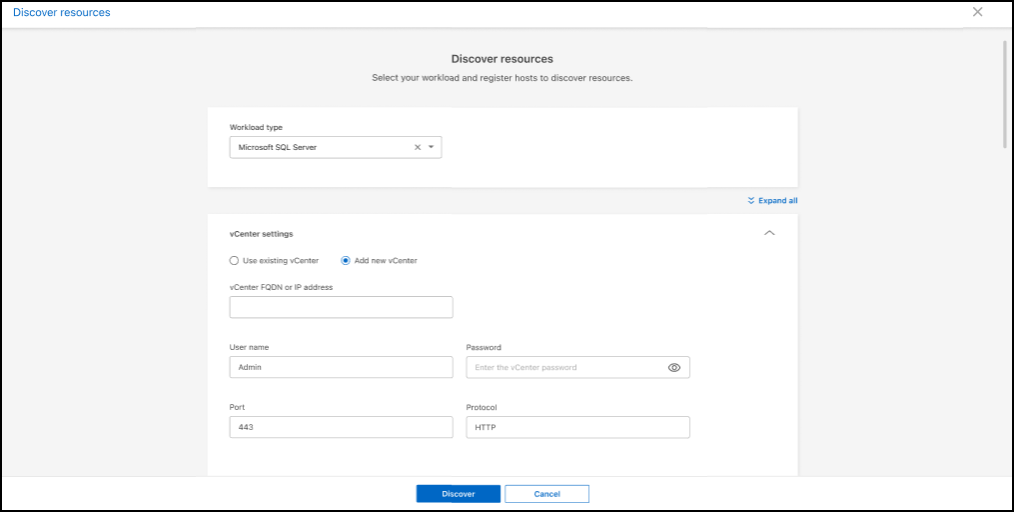 Discover resources
Discover resources
Select your workload and register hosts to discover resources.
Workload type
Microsoft SQL Server
Expand all
vCenter settings
Use existing vCenter
Add new vCenter
vCenter FQDN or IP address
User name
Password
Admin
Enter the vCenter password
Port
Protocol
443
HTTP
Discover
Cancel